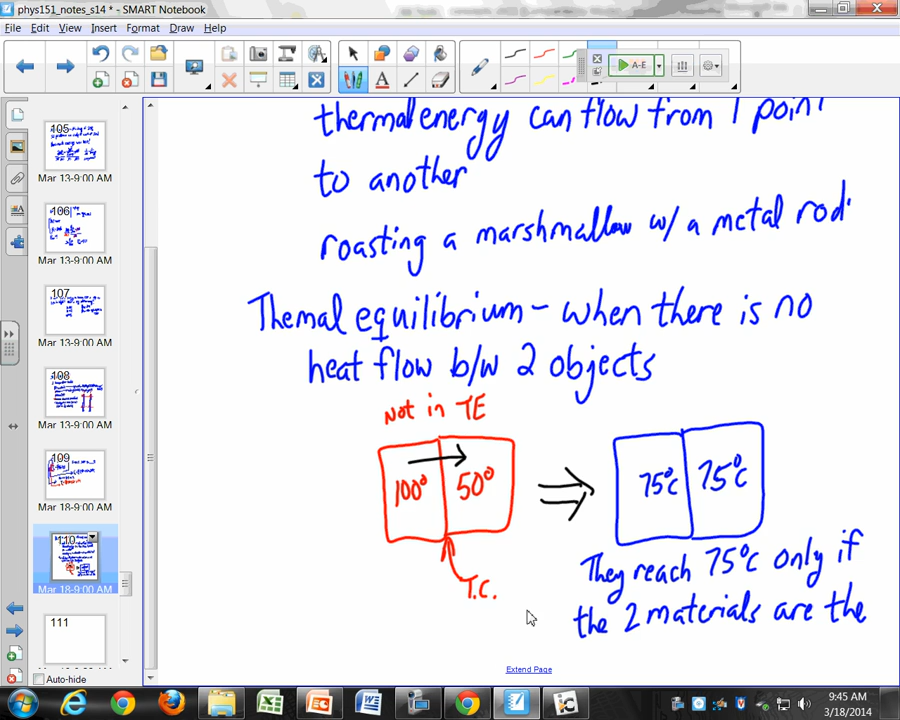 phys151_notes_s14 * - SMART Notebook
File Edit View Insert Format Draw Help
A-E
105
Mar 13-9:00 AM
106
Mar 13-9:00 AM
107
Mar 13-9:00 AM
108
Mar 13-9:00 AM
109
Mar 18-9:00 AM
110
Mar 18-9:00 AM
111
Auto-hide
thermal energy can flow from 1 point
to another
roasting a marshmallow w/ a metal rod.
Themal equilibrium - when there is no
heat flow b/w 2 objects
Not in TE
100° 50°
75°C 75°C
T.C.
They reach 75°C only if
the 2 materials are the
Extend Page
9:45 AM
3/18/2014